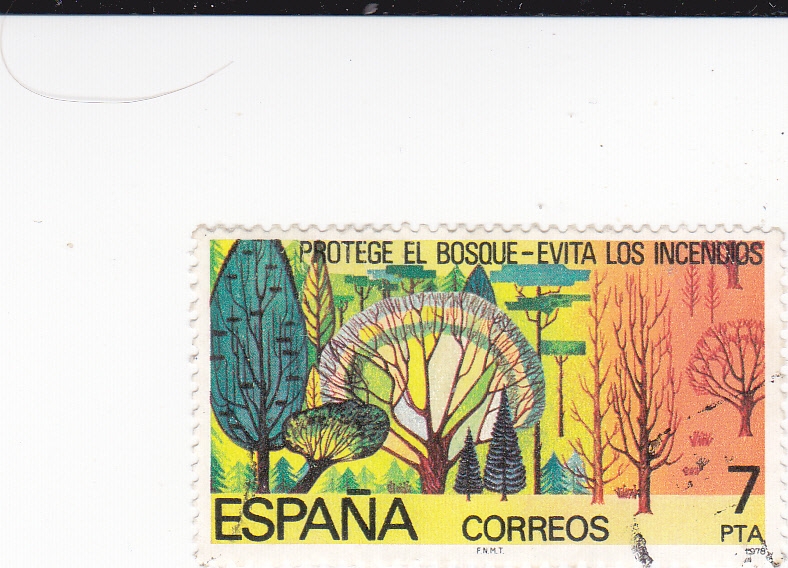 PROTEGE EL BOSQUE-EVITA LOS INCENDIOS
7
ESPAÑA CORREOS PTA
F.N.M.T. 1978